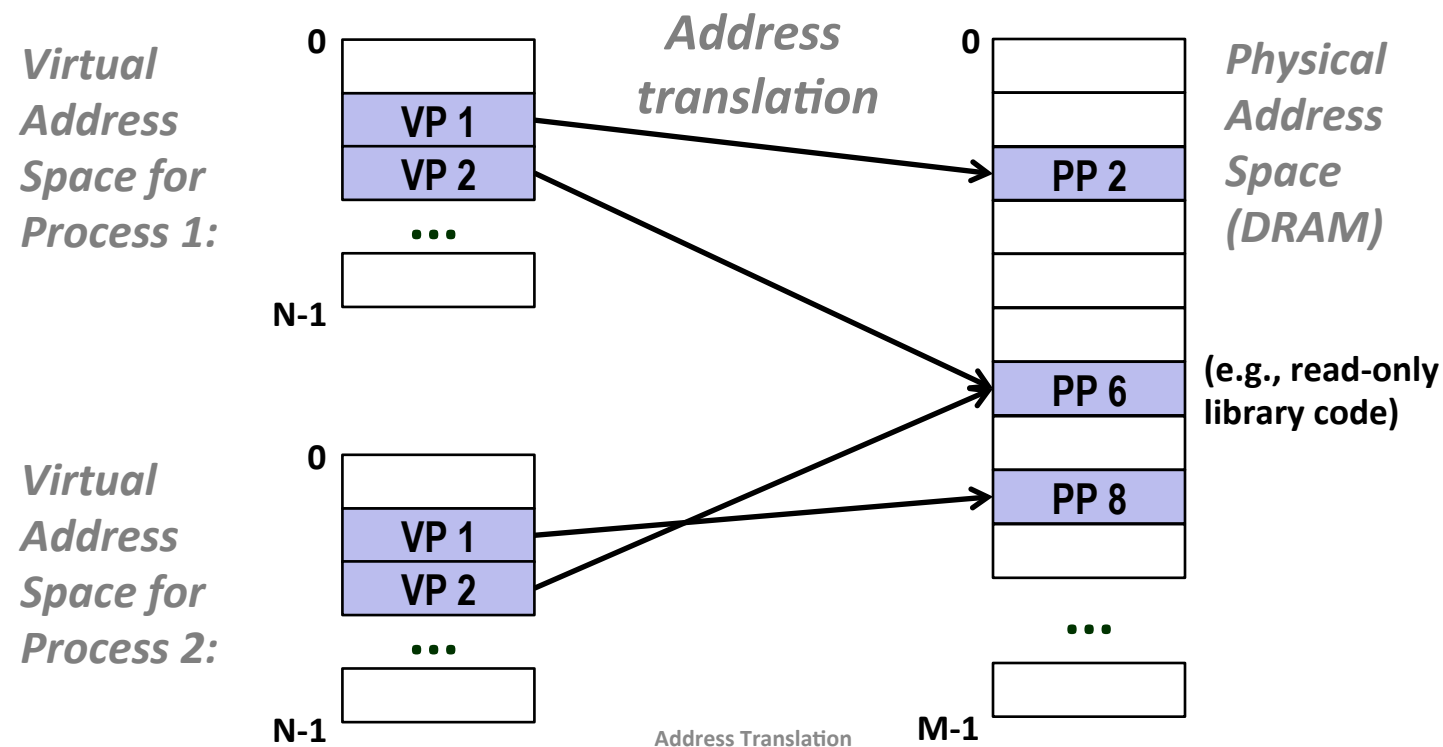 Virtual
Address
Space for
Process 1:
0
VP 1
VP 2
...
N-1
Address
translation
0
PP 2
PP 6
PP 8
...
M-1
Physical
Address
Space
(DRAM)
(e.g., read-only
library code)
Virtual
Address
Space for
Process 2:
0
VP 1
VP 2
...
N-1
Address Translation